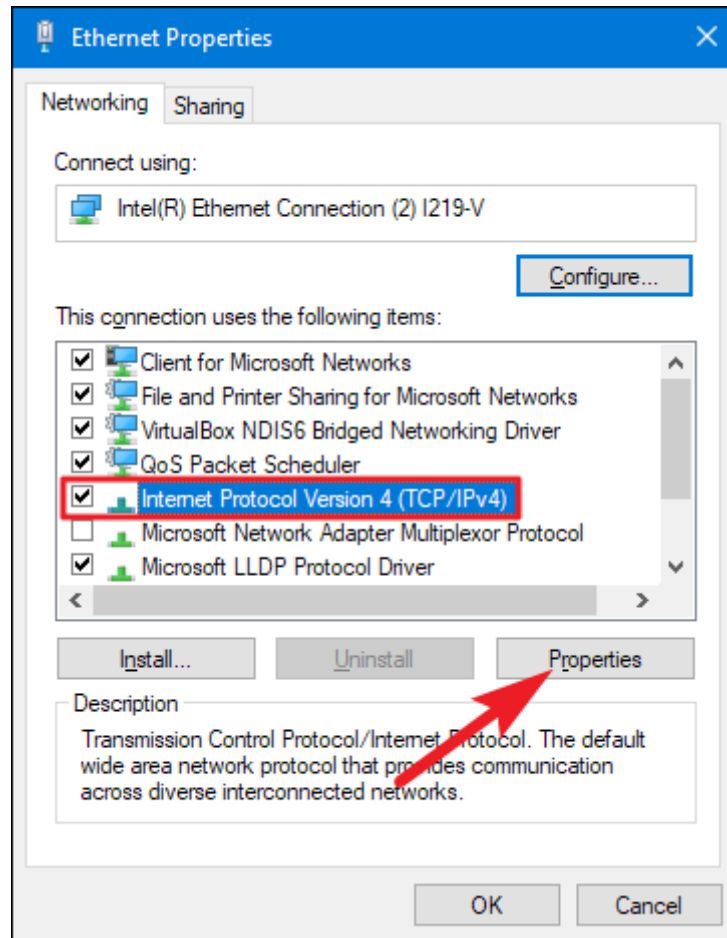 Ethernet Properties
Networking
Sharing
Connect using:
Intel(R) Ethernet Connection (2) I219-V
Configure...
This connection uses the following items:
Client for Microsoft Networks
File and Printer Sharing for Microsoft Networks
VirtualBox NDIS6 Bridged Networking Driver
QoS Packet Scheduler
Internet Protocol Version 4 (TCP/IPv4)
Microsoft Network Adapter Multiplexor Protocol
Microsoft LLDP Protocol Driver
Install...
Uninstall
Properties
Description
Transmission Control Protocol/Internet Protocol. The default
wide area network protocol that provides communication
across diverse interconnected networks.
OK
Cancel